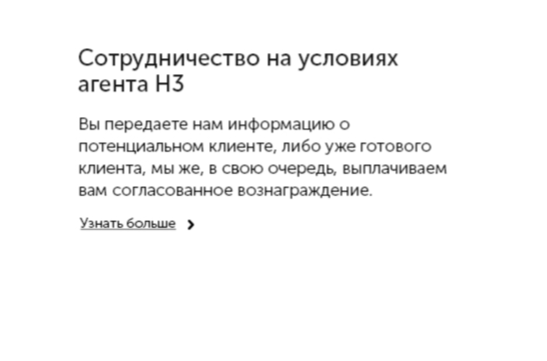 Сотрудничество на условиях
агента Н3
Вы передаете нам информацию о
потенциальном клиенте, либо уже готового
клиента, мы же, в свою очередь, выплачиваем
вам согласованное вознаграждение.
Узнать больше